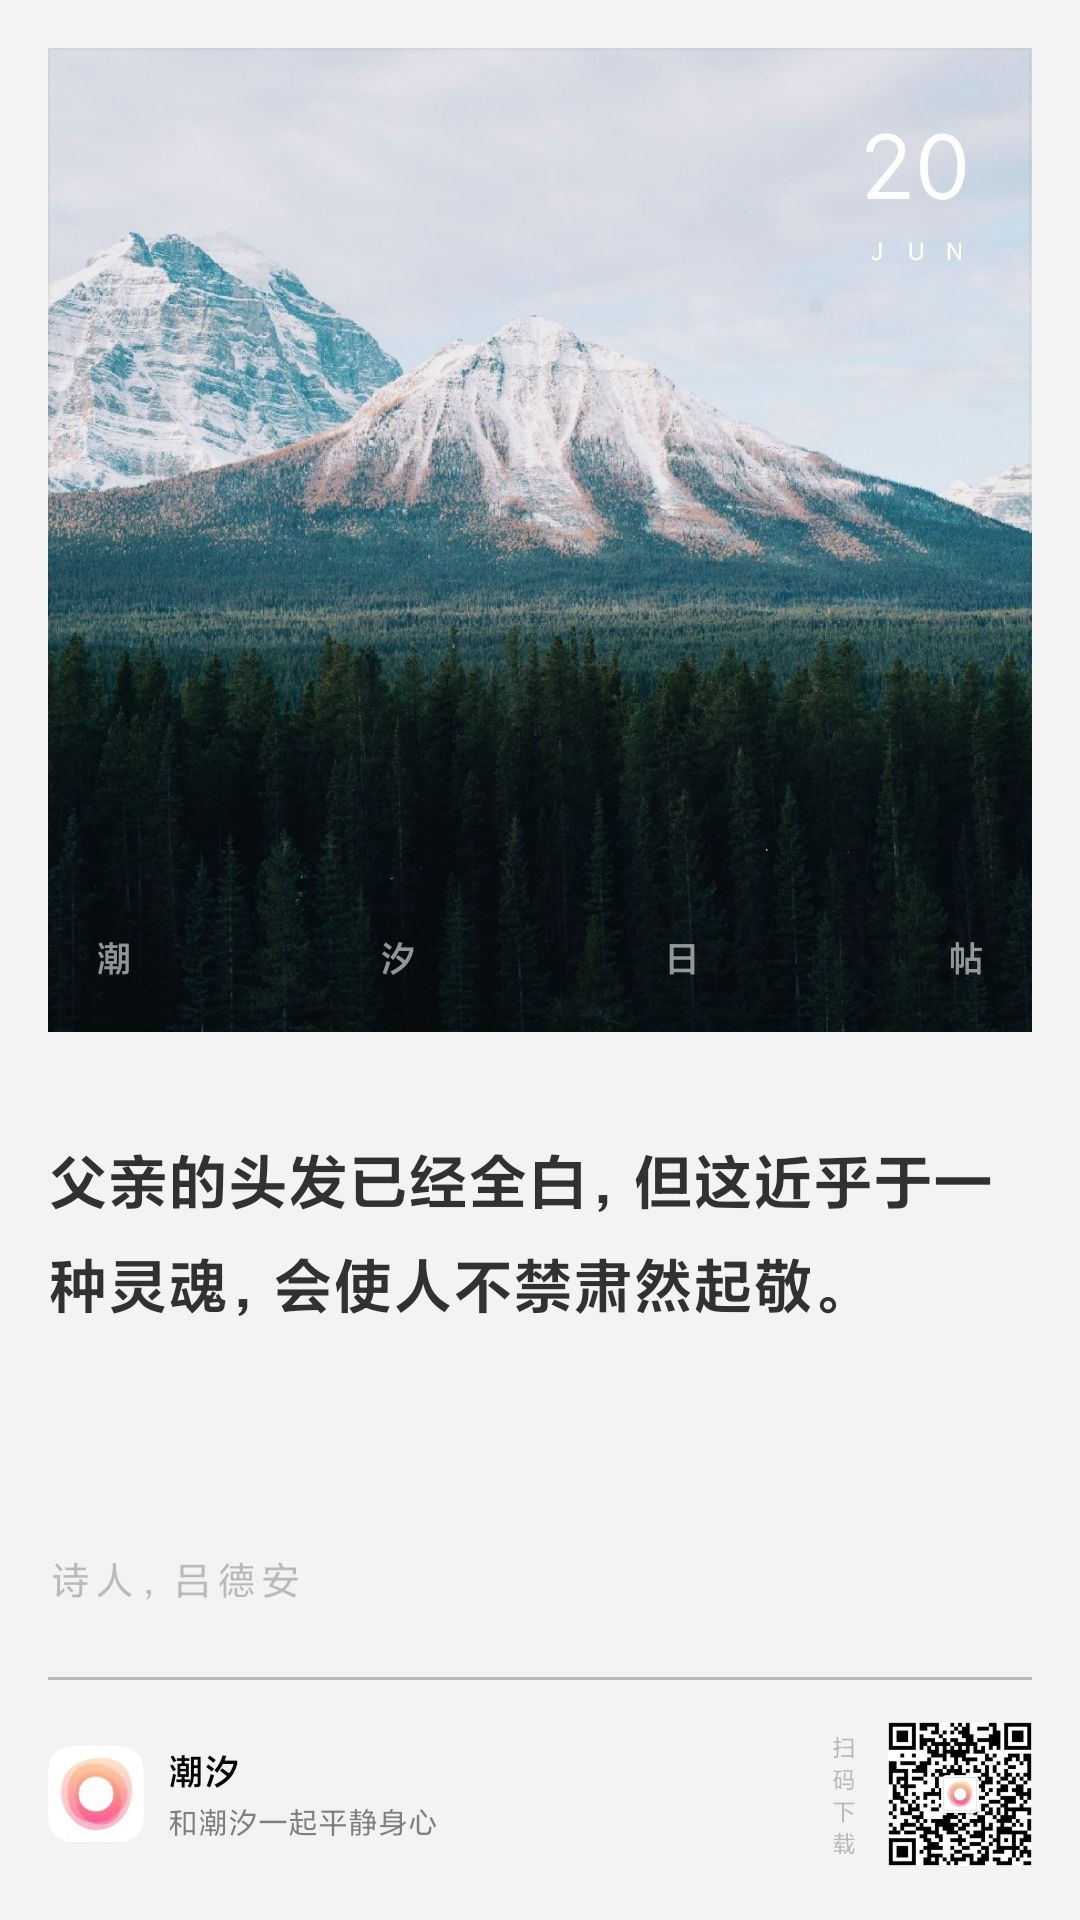 20
JUN
潮汐日帖
父亲的头发已经全白，但这近乎于一
种灵魂，会使人不禁肃然起敬。
诗人，吕德安
潮汐
和潮汐一起平静身心
扫码下载